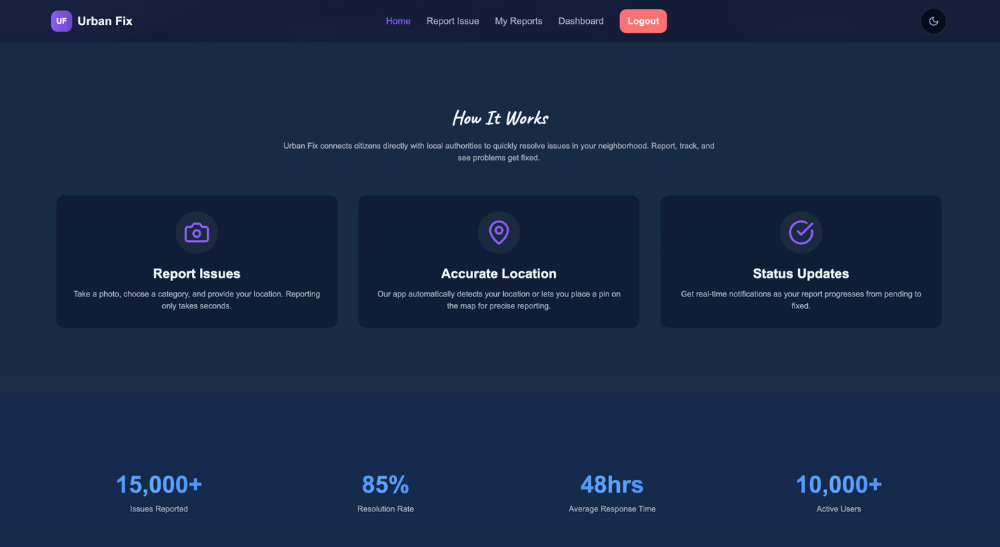 UF Urban Fix Home Report Issue My Reports Dashboard Logout
How It Works
Urban Fix connects citizens directly with local authorities to quickly resolve issues in your neighborhood. Report, track, and
see problems get fixed.
Report Issues
Take a photo, choose a category, and provide your location. Reporting
only takes seconds.
Accurate Location
Our app automatically detects your location or lets you place a pin on
the map for precise reporting.
Status Updates
Get real-time notifications as your report progresses from pending to
fixed.
15,000+
Issues Reported
85%
Resolution Rate
48hrs
Average Response Time
10,000+
Active Users